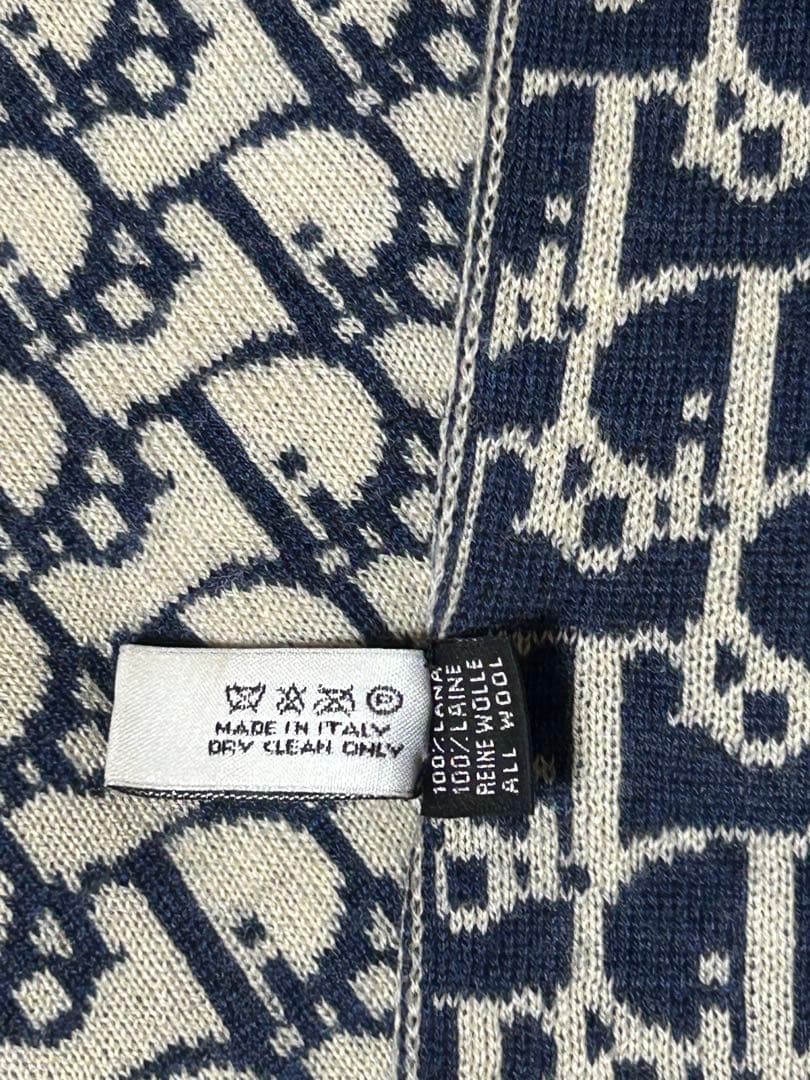 MADE IN ITALY
DRY CLEAN ONLY
100% LANA
100% LAINE
REINE WOLLE
ALL WOOL